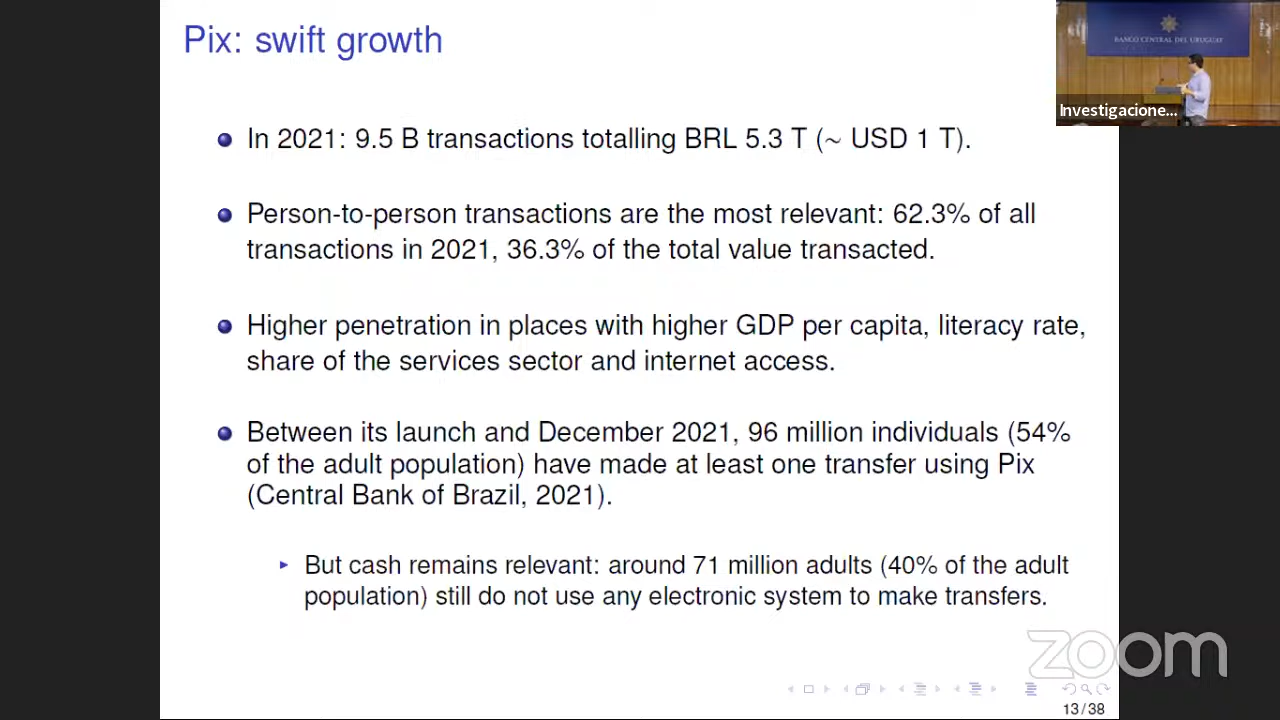 Pix: swift growth
BANCO CENTRAL DEL URUGUAY
Investigacione...
In 2021: 9.5 B transactions totalling BRL 5.3 T (~ USD 1 T).
Person-to-person transactions are the most relevant: 62.3% of all
transactions in 2021, 36.3% of the total value transacted.
Higher penetration in places with higher GDP per capita, literacy rate,
share of the services sector and internet access.
Between its launch and December 2021, 96 million individuals (54%
of the adult population) have made at least one transfer using Pix
(Central Bank of Brazil, 2021).
But cash remains relevant: around 71 million adults (40% of the adult
population) still do not use any electronic system to make transfers.
zoom
13/38